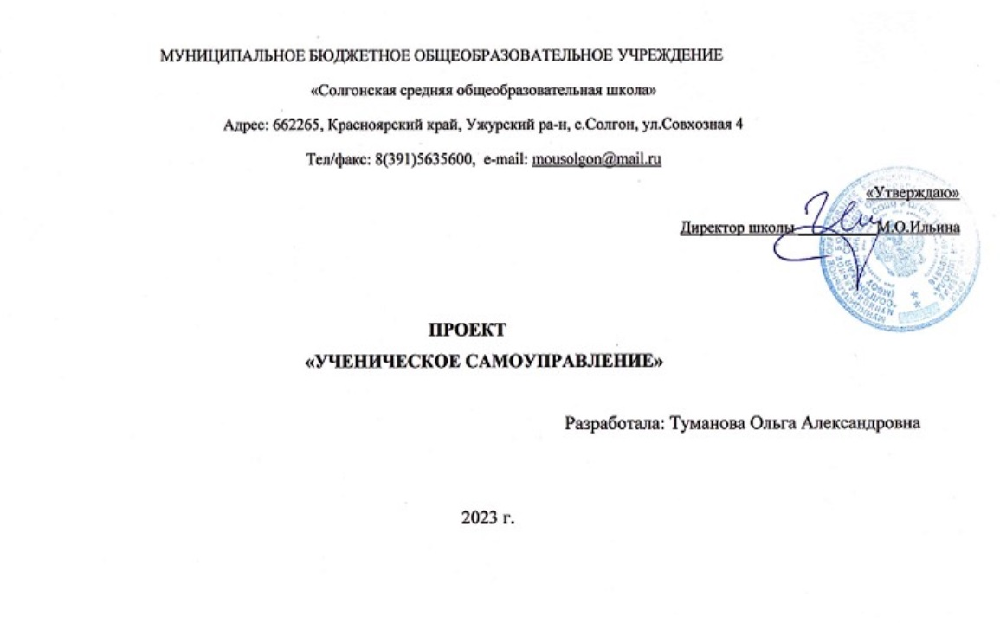 МУНИЦИПАЛЬНОЕ БЮДЖЕТНОЕ ОБЩЕОБРАЗОВАТЕЛЬНОЕ УЧРЕЖДЕНИЕ
«Солгонская средняя общеобразовательная школа»
Адрес: 662265, Красноярский край, Ужурский ра-н, с.Солгон, ул.Совхозная 4
Тел/факс: 8(391)5635600, e-mail: mousolgon@mail.ru
«Утверждаю»
Директор школы М.О.Ильина
ПРОЕКТ
«УЧЕНИЧЕСКОЕ САМОУПРАВЛЕНИЕ»
Разработала: Туманова Ольга Александровна
2023 г.